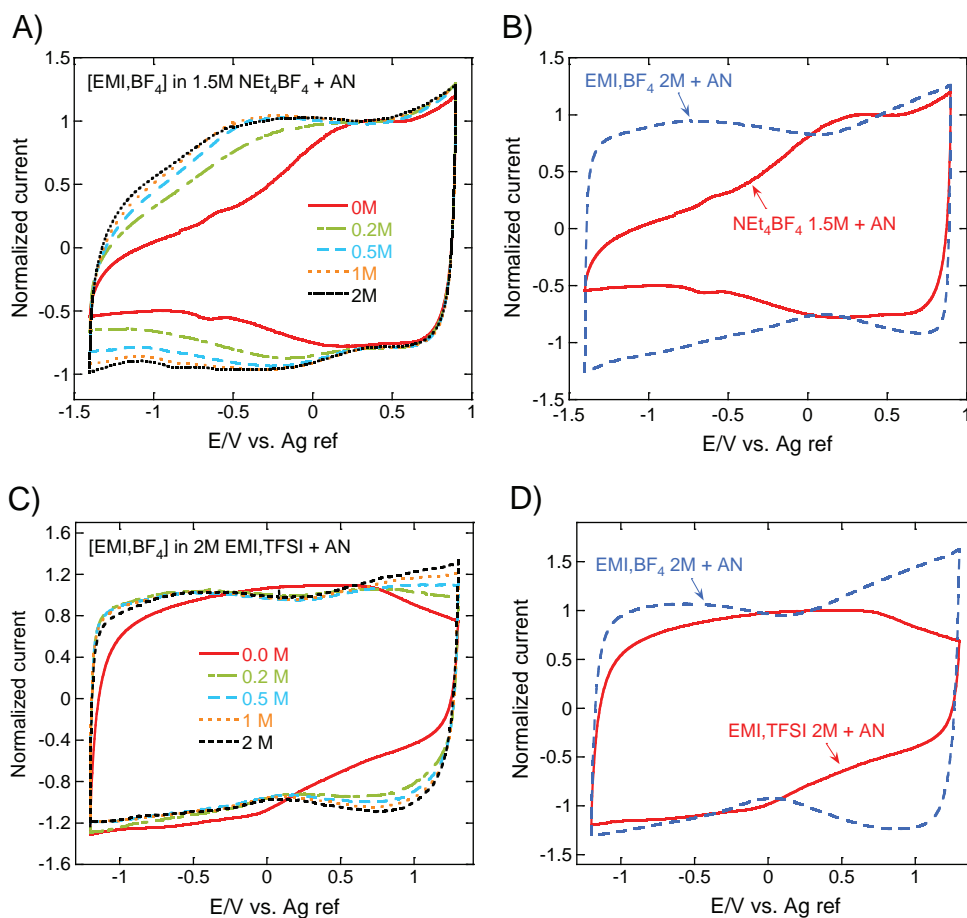 A)
[EMI,BF4] in 1.5M NEt4BF4 + AN
1.5
1
0.5
0
-0.5
-1
0M
0.2M
0.5M
1M
2M
-1.5
-1
-0.5
0
0.5
1
Normalized current
E/V vs. Ag ref
B)
EMI,BF4 2M + AN
NEt4BF4 1.5M + AN
1.5
1
0.5
0
-0.5
-1
-1.5
-1.5
-1
-0.5
0
0.5
1
Normalized current
E/V vs. Ag ref
C)
[EMI,BF4] in 2M EMI,TFSI + AN
1.6
1.2
0.8
0.4
0
-0.4
-0.8
-1.2
-1.6
0.0 M
0.2 M
0.5 M
1 M
2 M
-1
-0.5
0
0.5
1
Normalized current
E/V vs. Ag ref
D)
EMI,BF4 2M + AN
EMI,TFSI 2M + AN
1.5
1
0.5
0
-0.5
-1
-1.5
-1
-0.5
0
0.5
1
Normalized current
E/V vs. Ag ref